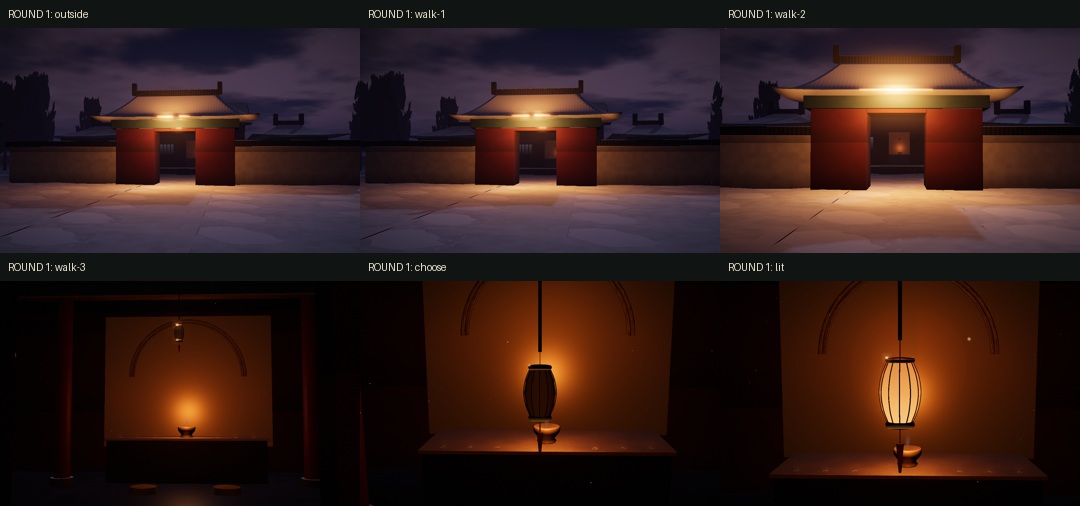 ROUND 1: outside
ROUND 1: walk-1
ROUND 1: walk-2
ROUND 1: walk-3
ROUND 1: choose
ROUND 1: lit